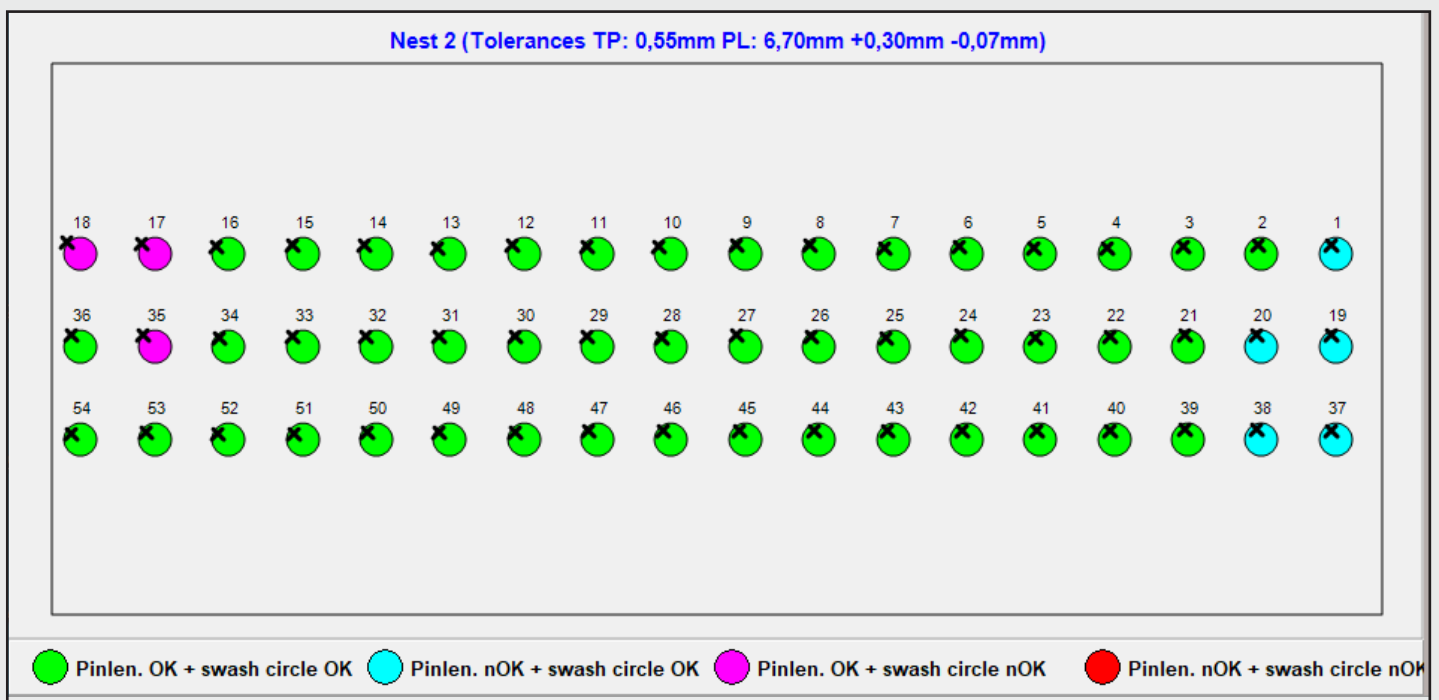 Nest 2 (Tolerances TP: 0,55mm PL: 6,70mm +0,30mm -0,07mm)
18 17 16 15 14 13 12 11 10 9 8 7 6 5 4 3 2 1
36 35 34 33 32 31 30 29 28 27 26 25 24 23 22 21 20 19
54 53 52 51 50 49 48 47 46 45 44 43 42 41 40 39 38 37
Pinlen. OK + swash circle OK Pinlen. nOK + swash circle OK Pinlen. OK + swash circle nOK Pinlen. nOK + swash circle nOK